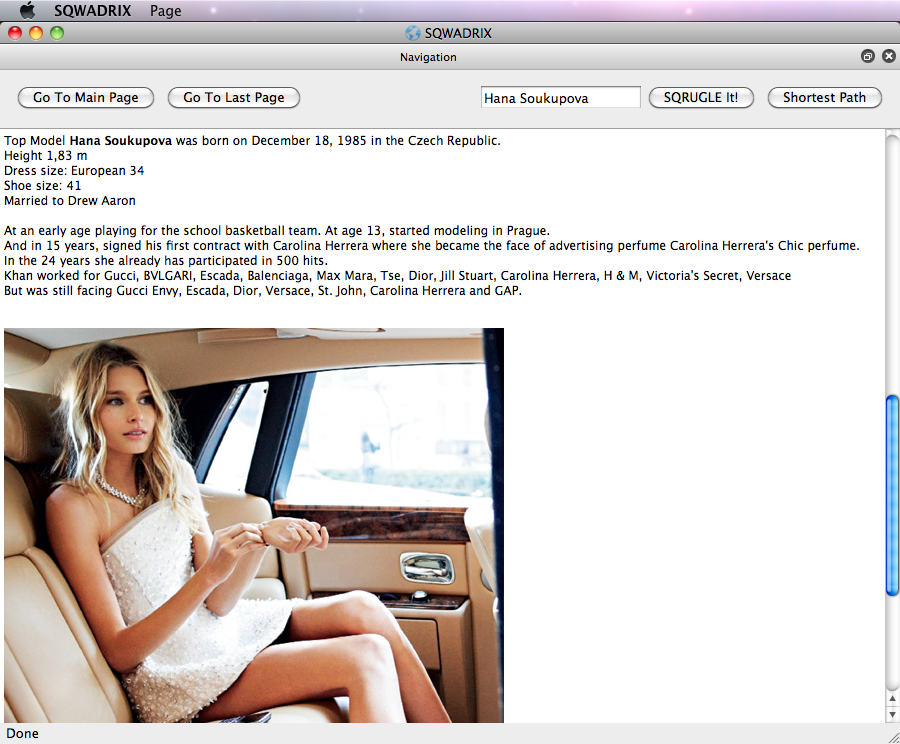 SQWADRIX Page
SQWADRIX
Navigation
Go To Main Page Go To Last Page Hana Soukupova SQRUGLE It! Shortest Path
Top Model Hana Soukupova was born on December 18, 1985 in the Czech Republic.
Height 1,83 m
Dress size: European 34
Shoe size: 41
Married to Drew Aaron
At an early age playing for the school basketball team. At age 13, started modeling in Prague.
And in 15 years, signed his first contract with Carolina Herrera where she became the face of advertising perfume Carolina Herrera's Chic perfume.
In the 24 years she already has participated in 500 hits.
Khan worked for Gucci, BVLGARI, Escada, Balenciaga, Max Mara, Tse, Dior, Jill Stuart, Carolina Herrera, H & M, Victoria's Secret, Versace
But was still facing Gucci Envy, Escada, Dior, Versace, St. John, Carolina Herrera and GAP.
Done